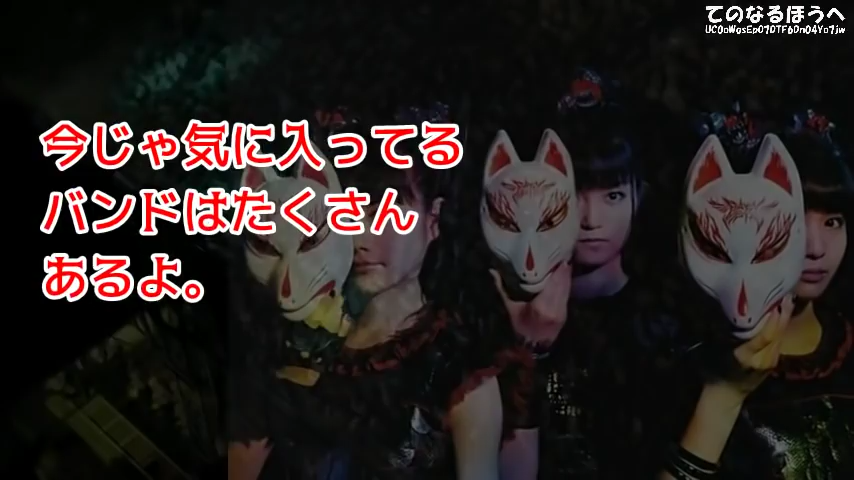 てのなるほうへ
今じゃ気に入ってる
バンドはたくさん
あるよ。